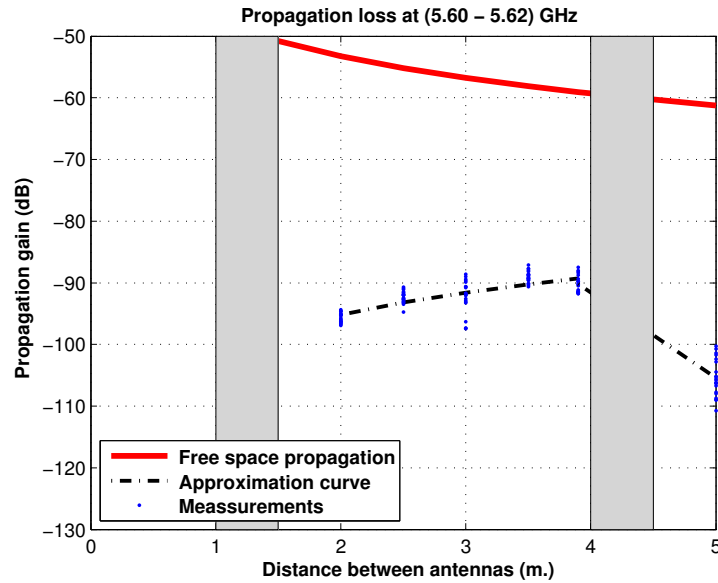 Propagation loss at (5.60 − 5.62) GHz
Propagation gain (dB)
−50
−60
−70
−80
−90
−100
−110
−120
−130
Free space propagation
Approximation curve
Meassurements
0 1 2 3 4 5
Distance between antennas (m.)